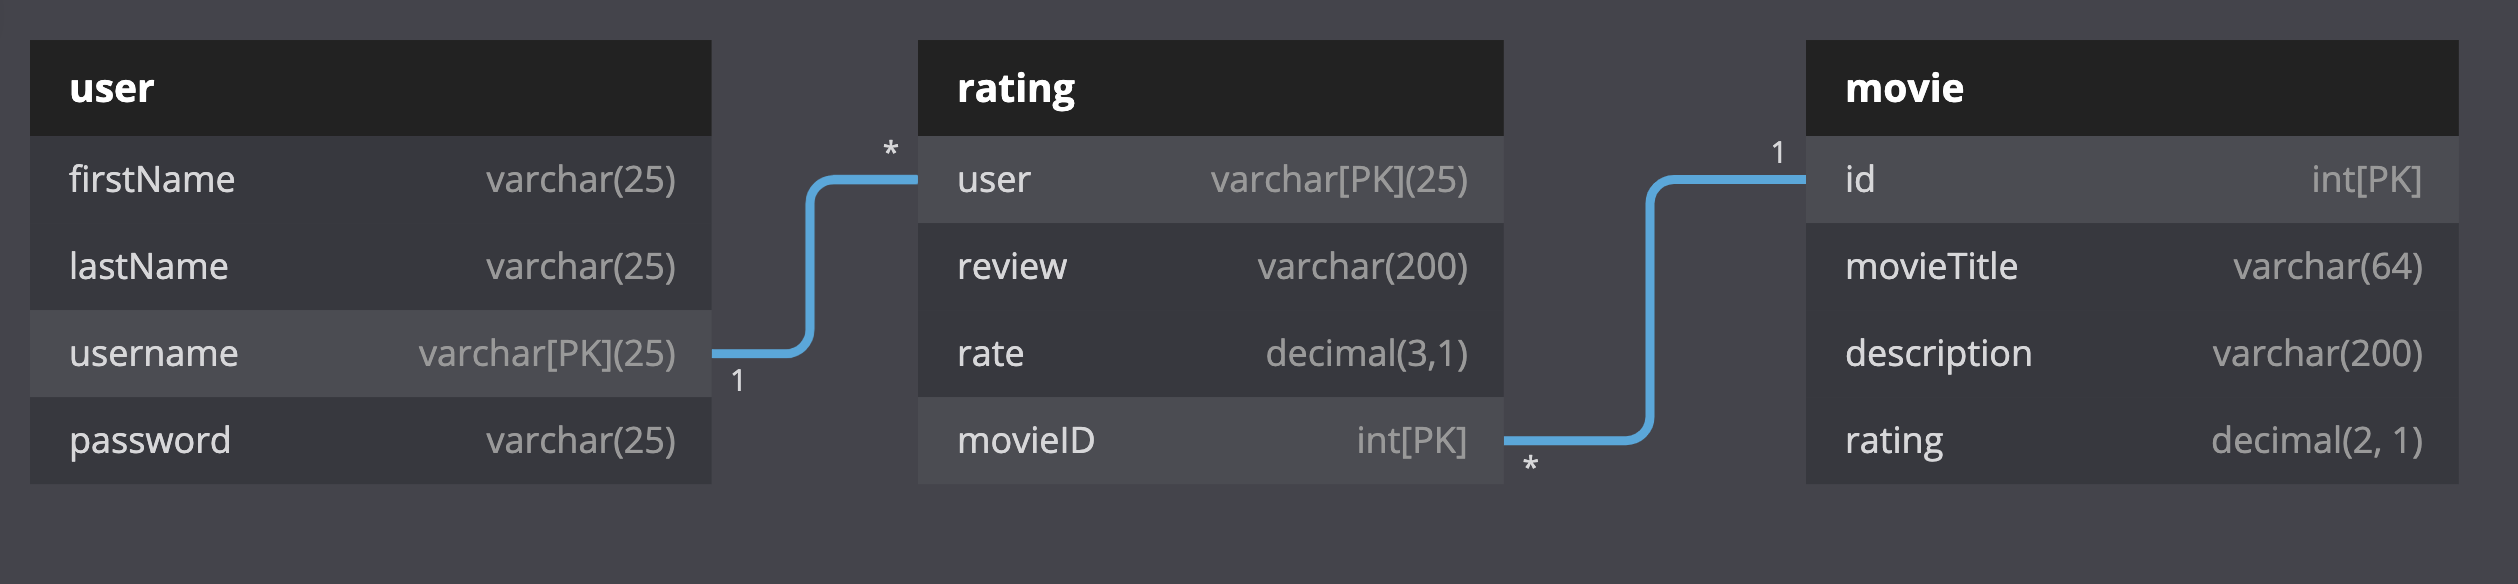 user
firstName varchar(25)
lastName varchar(25)
username varchar[PK](25)
password varchar(25)
1
*
rating
user varchar[PK](25)
review varchar(200)
rate decimal(3,1)
movieID int[PK]
*
1
movie
id int[PK]
movieTitle varchar(64)
description varchar(200)
rating decimal(2, 1)